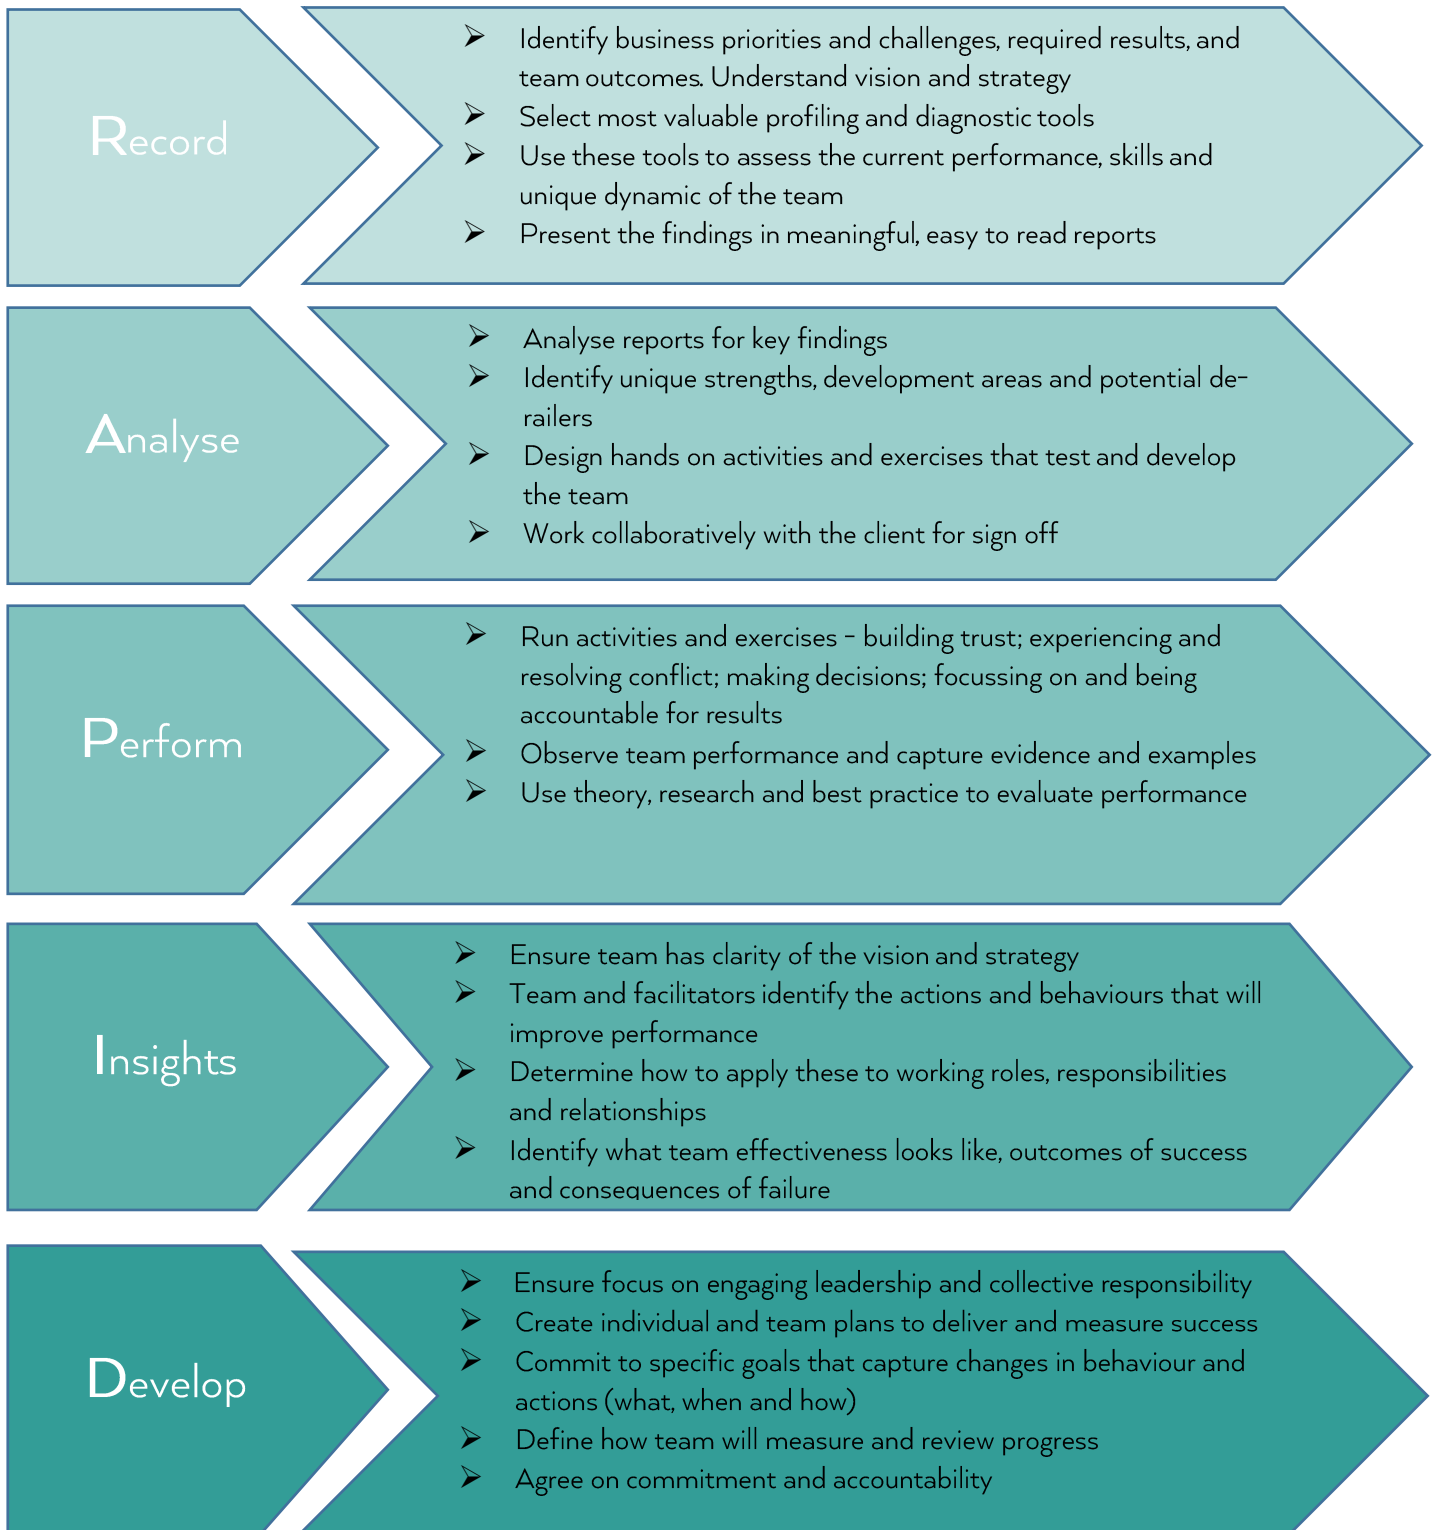 Record
➢ Identify business priorities and challenges, required results, and
team outcomes. Understand vision and strategy
➢ Select most valuable profiling and diagnostic tools
➢ Use these tools to assess the current performance, skills and
unique dynamic of the team
➢ Present the findings in meaningful, easy to read reports
Analyse
➢ Analyse reports for key findings
➢ Identify unique strengths, development areas and potential de-
railers
➢ Design hands on activities and exercises that test and develop
the team
➢ Work collaboratively with the client for sign off
Perform
➢ Run activities and exercises - building trust; experiencing and
resolving conflict; making decisions; focussing on and being
accountable for results
➢ Observe team performance and capture evidence and examples
➢ Use theory, research and best practice to evaluate performance
Insights
➢ Ensure team has clarity of the vision and strategy
➢ Team and facilitators identify the actions and behaviours that will
improve performance
➢ Determine how to apply these to working roles, responsibilities
and relationships
➢ Identify what team effectiveness looks like, outcomes of success
and consequences of failure
Develop
➢ Ensure focus on engaging leadership and collective responsibility
➢ Create individual and team plans to deliver and measure success
➢ Commit to specific goals that capture changes in behaviour and
actions (what, when and how)
➢ Define how team will measure and review progress
➢ Agree on commitment and accountability